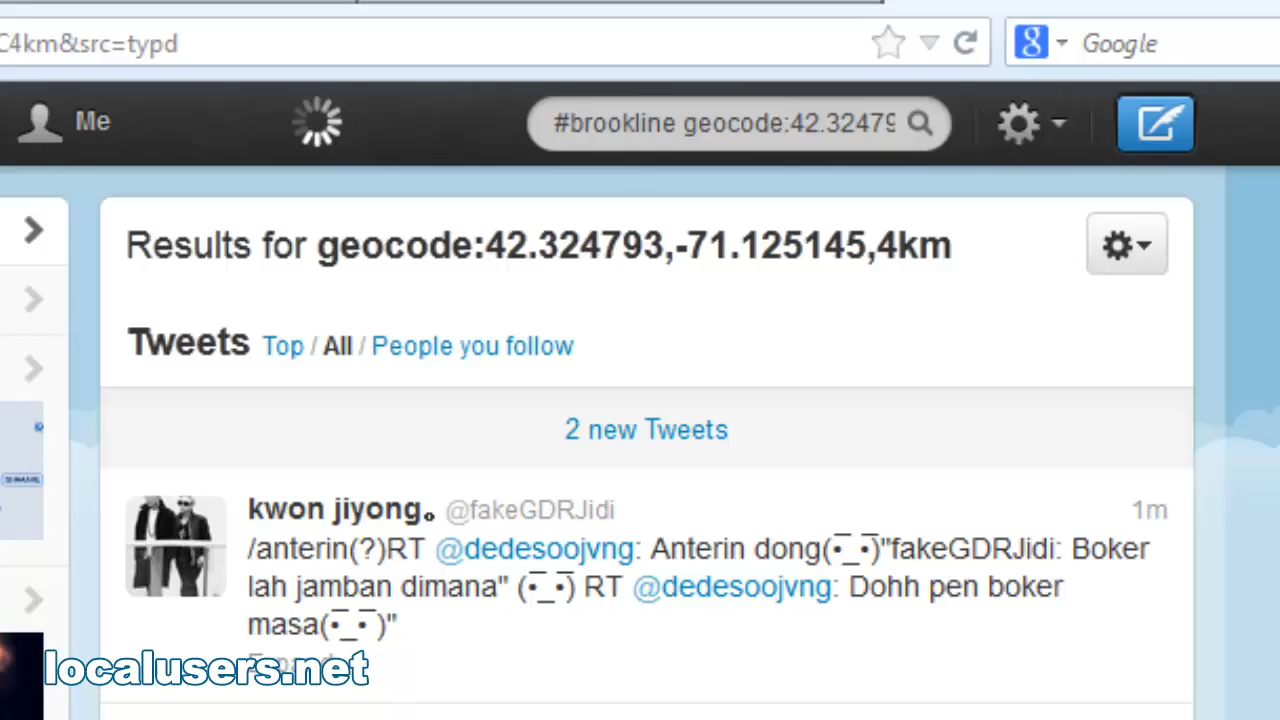 C4km&src=typd
Google
Me
#brookline geocode:42.32479
Results for geocode:42.324793,-71.125145,4km
Tweets Top / All / People you follow
2 new Tweets
kwon jiyong。 @fakeGDRJidi 1m
/anterin(?)RT @dedesoojvng: Anterin dong(•̅_•̅)"fakeGDRJidi: Boker
lah jamban dimana" (•̅_•̅) RT @dedesoojvng: Dohh pen boker
masa(•̅_•̅)"
localusers.net